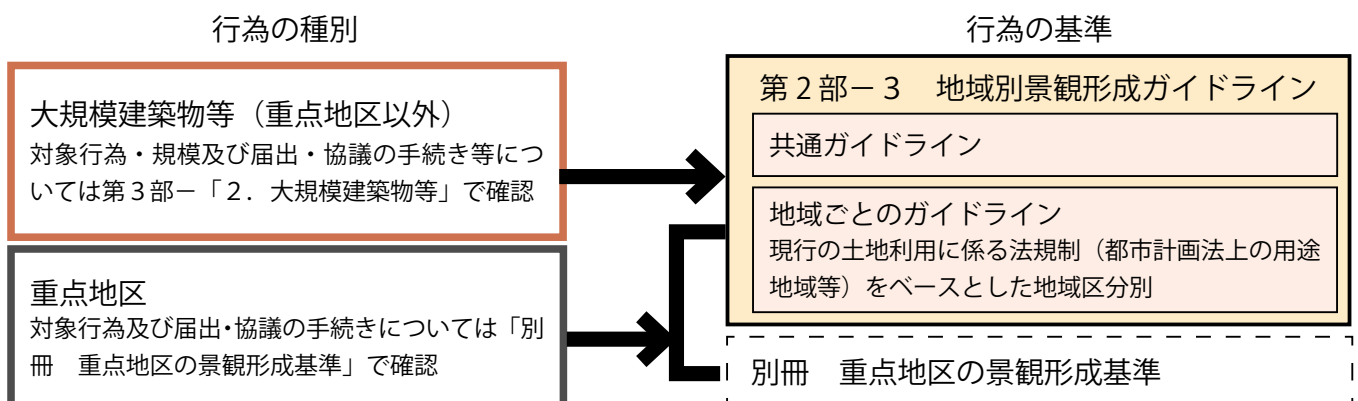 行為の種別
大規模建築物等（重点地区以外）
対象行為・規模及び届出・協議の手続き等につ
いては第３部－「２．大規模建築物等」で確認
重点地区
対象行為及び届出・協議の手続きについては「別
冊　重点地区の景観形成基準」で確認
行為の基準
第２部－３　地域別景観形成ガイドライン
共通ガイドライン
地域ごとのガイドライン
現行の土地利用に係る法規制（都市計画法上の用途
地域等）をベースとした地域区分別
別冊　重点地区の景観形成基準